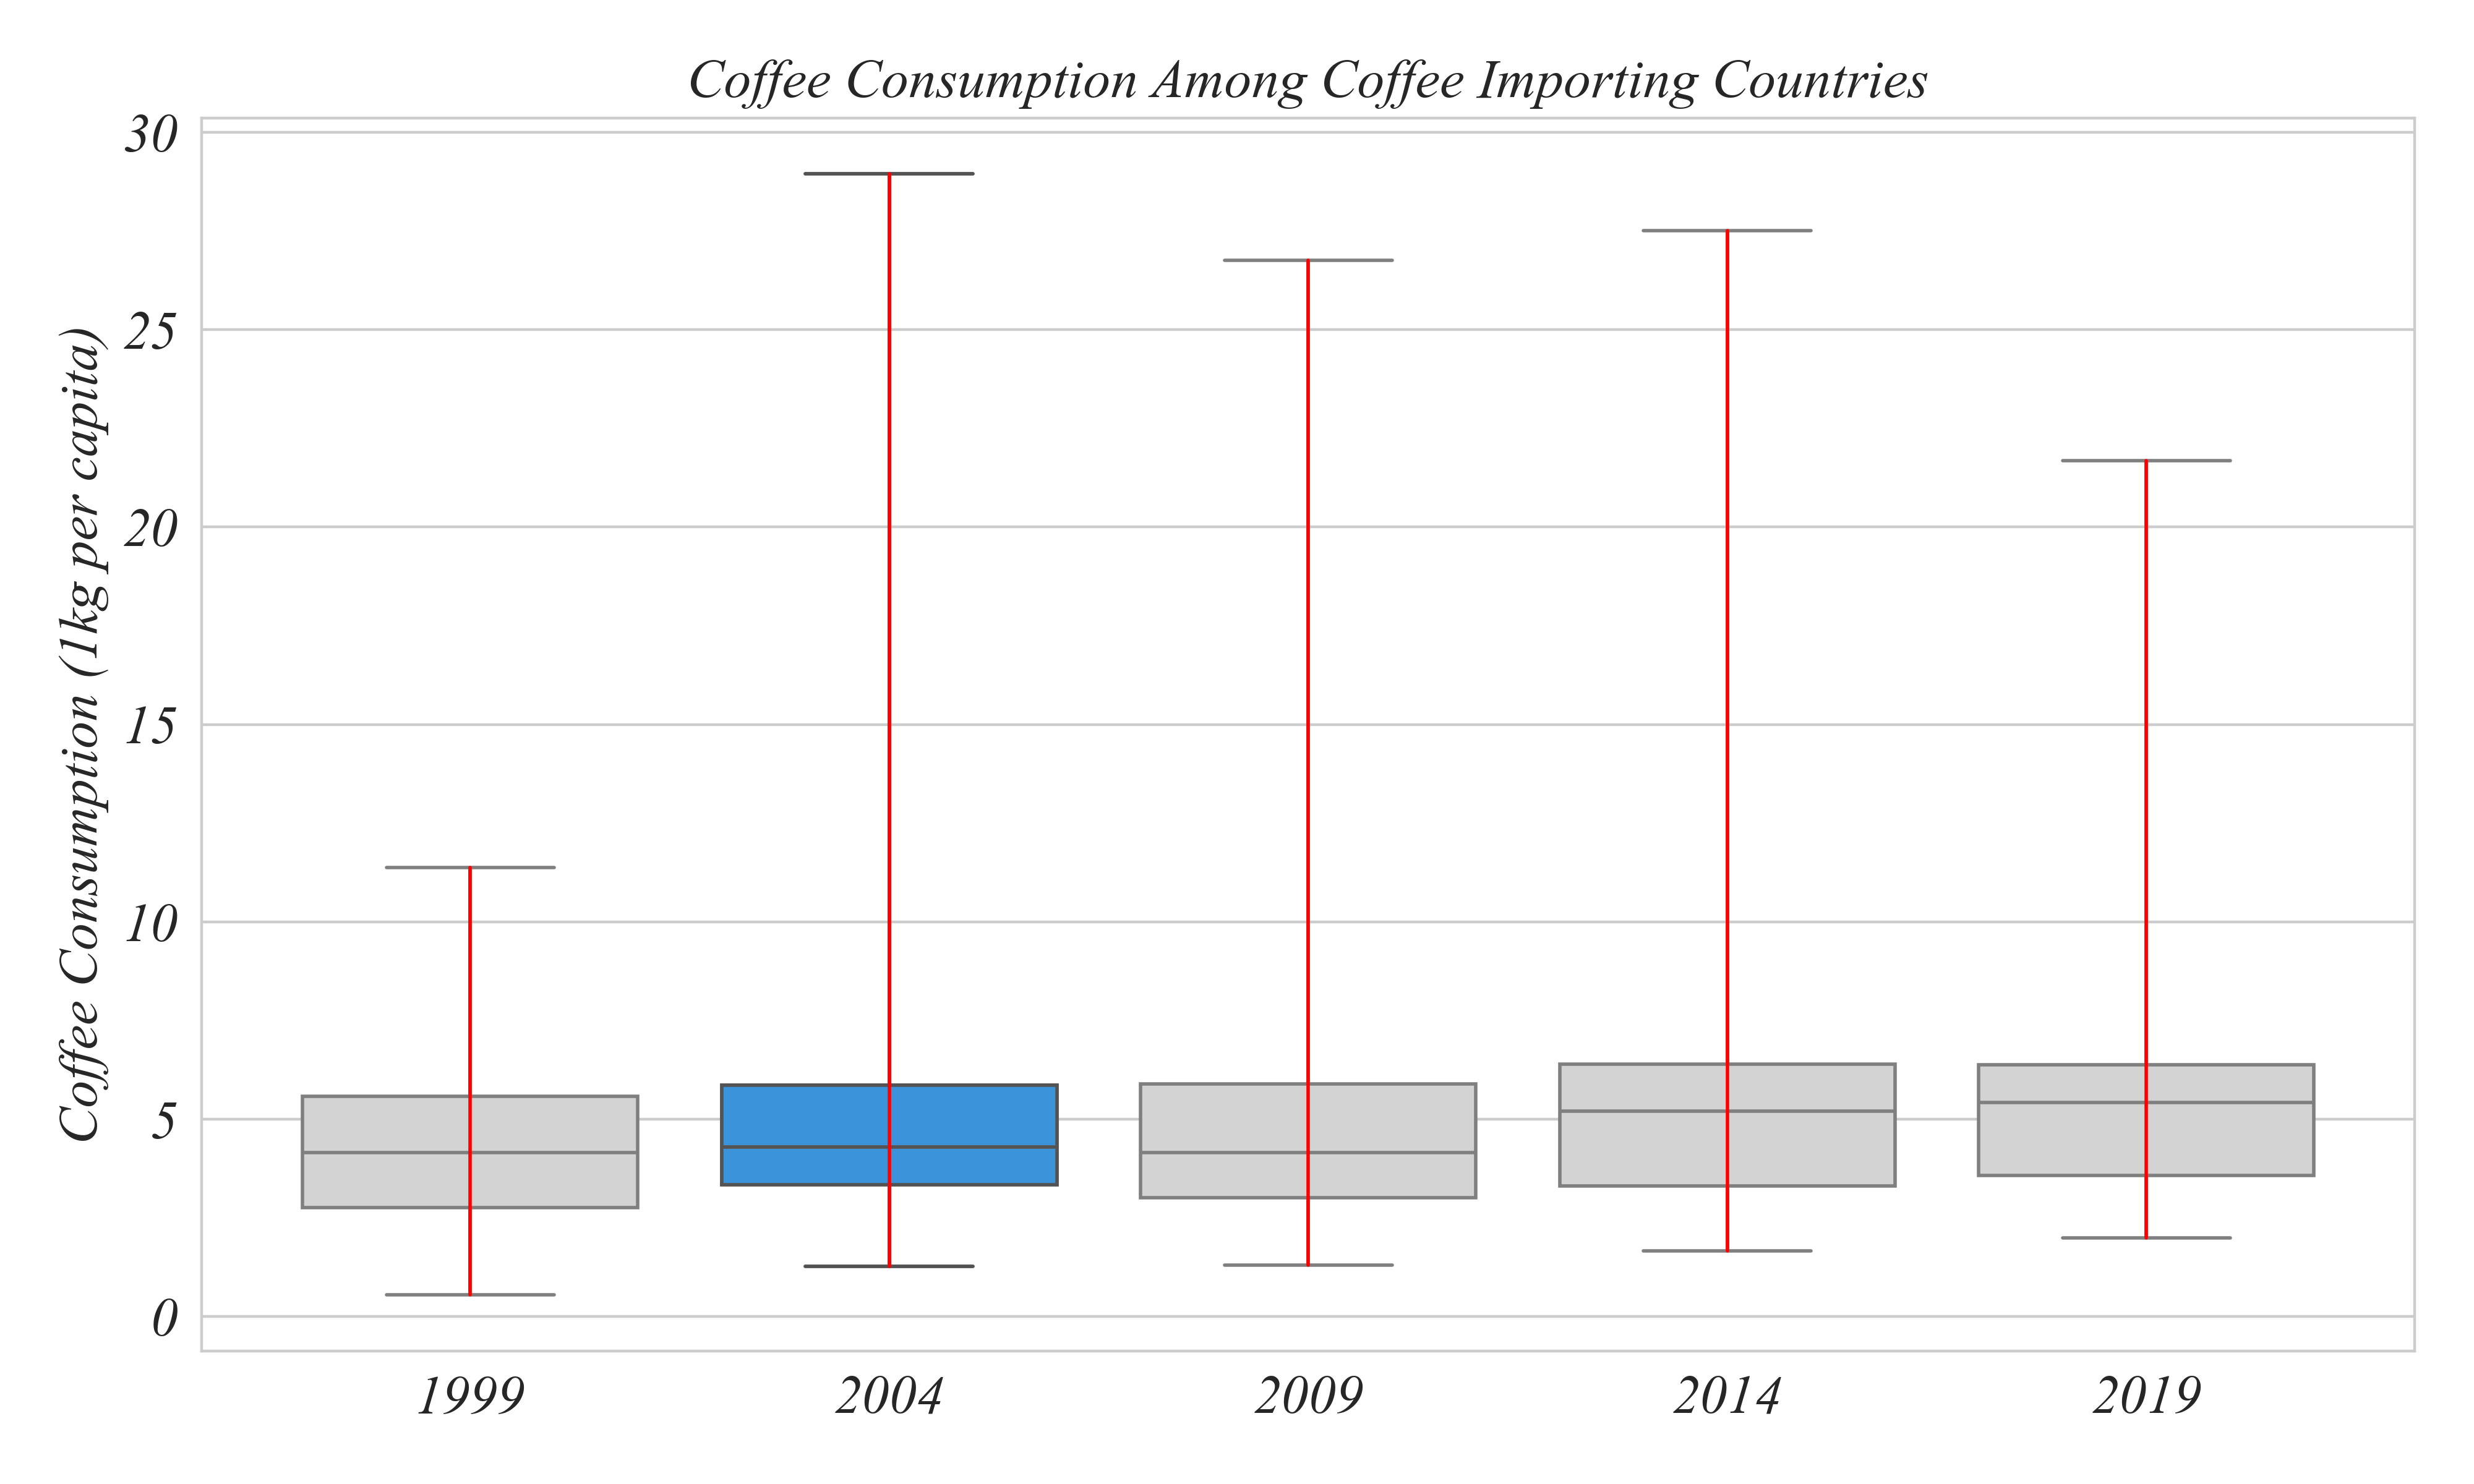 Coffee Consumption Among Coffee Importing Countries
Coffee Consumption (1kg per capita)
30
25
20
15
10
5
0
1999 2004 2009 2014 2019